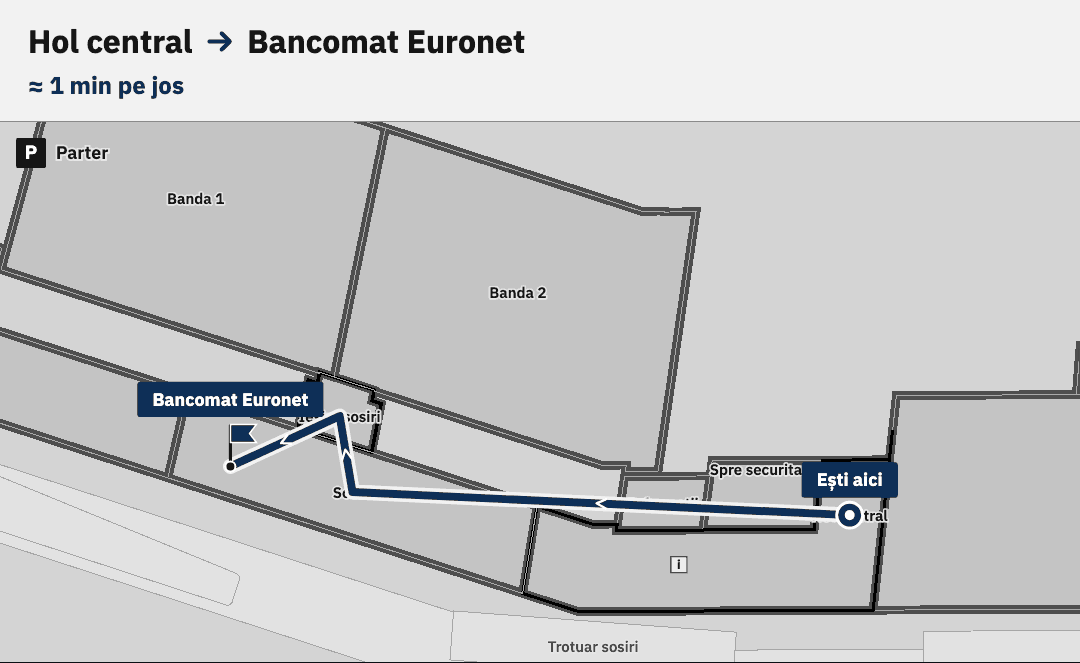 Hol central → Bancomat Euronet
≈ 1 min pe jos
P Parter
Banda 1
Banda 2
Bancomat Euronet
sosiri
Spre securita
Ești aici
tral
i
Trotuar sosiri